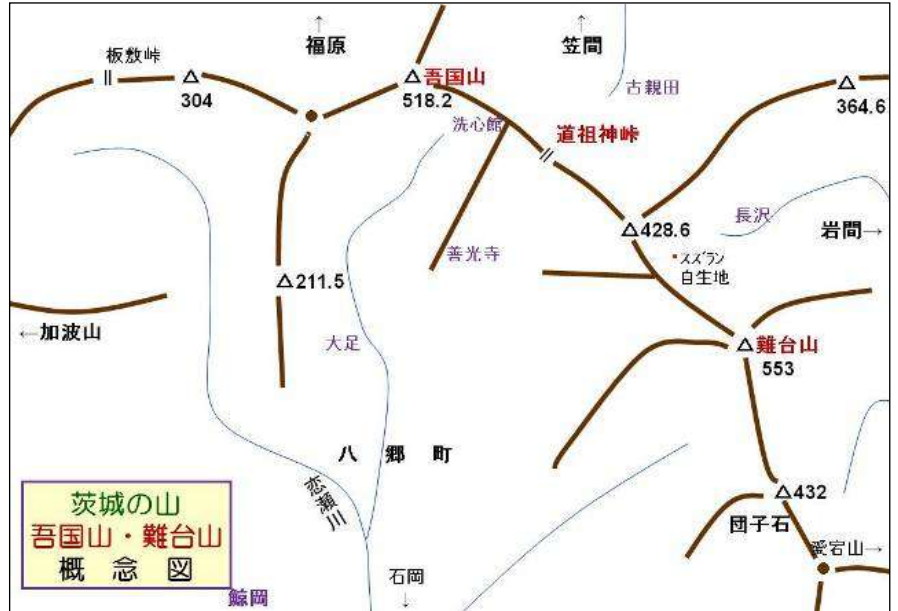 ↑
福原
↑
笠間
板敷峠
304
吾国山
518.2
古親田
364.6
洗心館
道祖神峠
長沢
岩間→
428.6
スズラン
自生地
善光寺
211.5
←加波山
大足
難台山
553
八郷町
恋瀬川
432
団子石
愛宕山→
茨城の山
吾国山・難台山
概念図
鯨岡
石岡
↓